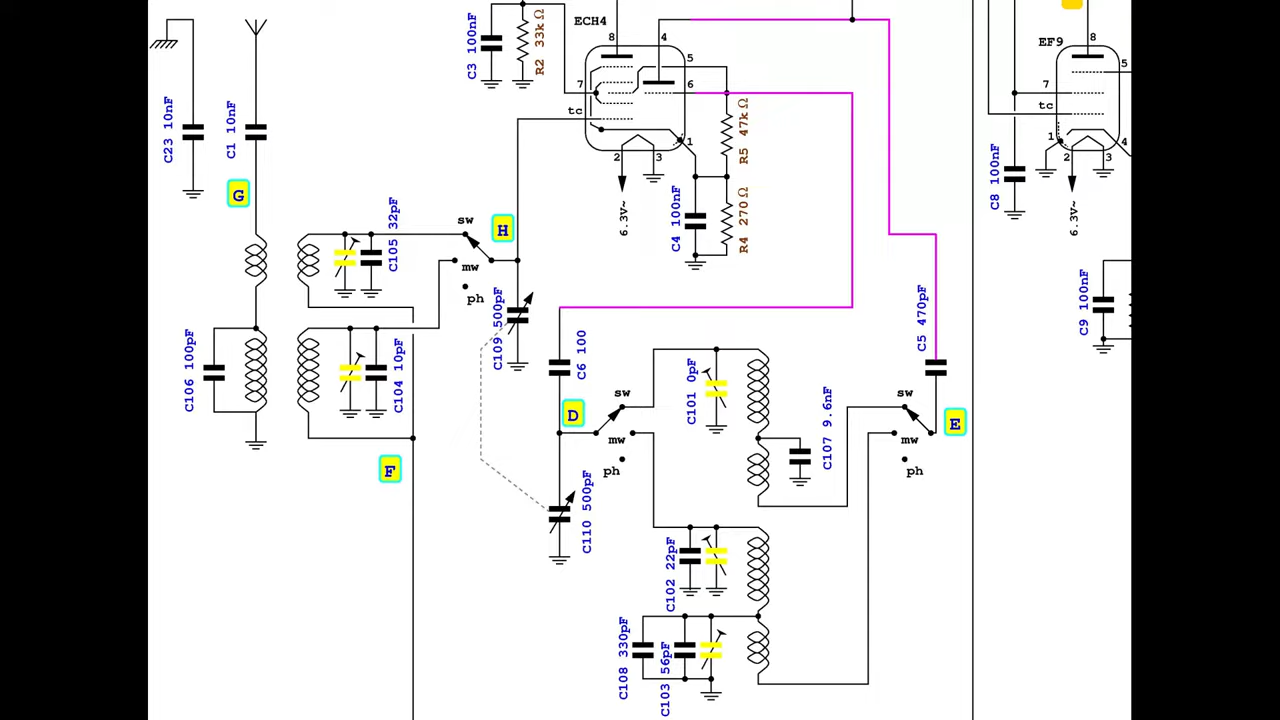 ECH4
EF9
C3 100nF
R2 33k Ω
8
4
5
6
7
tc
1
2
3
6.3V~
R5 47k Ω
R4 270 Ω
C4 100nF
8
5
7
tc
1
2
3
4
6.3V~
C8 100nF
C9 100nF
C23 10nF
C1 10nF
G
C105 32pF
sw
mw
ph
H
C109 500pF
C106 100pF
C104 10pF
F
C6 100
D
sw
mw
ph
C110 500pF
C101 0pF
C107 9.6nF
C5 470pF
sw
mw
ph
E
C102 22pF
C108 330pF
C103 56pF